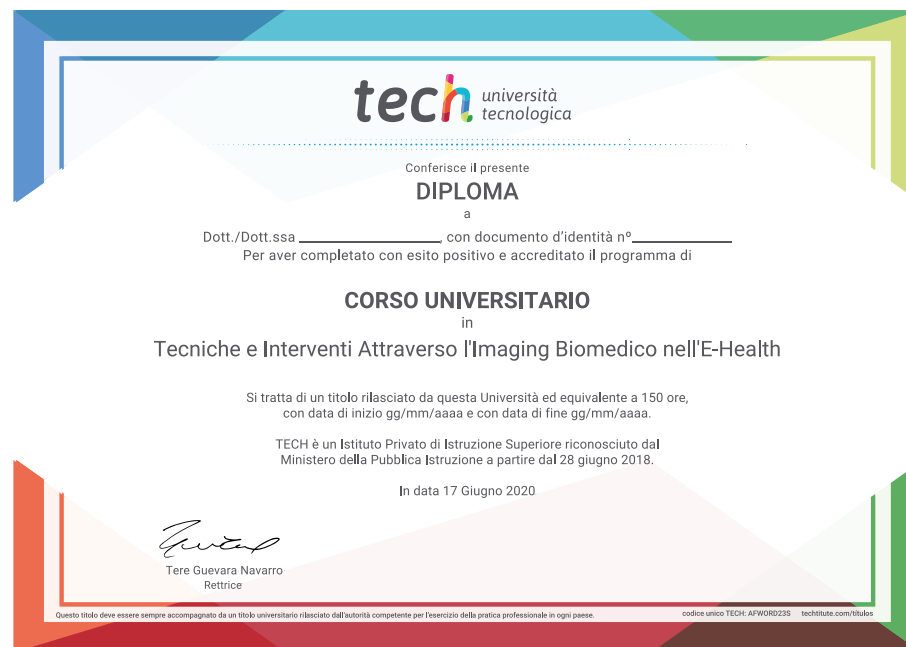 tech università
tecnologica
Conferisce il presente
DIPLOMA
a
Dott./Dott.ssa ____________________, con documento d'identità nº______________
Per aver completato con esito positivo e accreditato il programma di
CORSO UNIVERSITARIO
in
Tecniche e Interventi Attraverso l'Imaging Biomedico nell'E-Health
Si tratta di un titolo rilasciato da questa Università ed equivalente a 150 ore,
con data di inizio gg/mm/aaaa e con data di fine gg/mm/aaaa.
TECH è un Istituto Privato di Istruzione Superiore riconosciuto dal
Ministero della Pubblica Istruzione a partire dal 28 giugno 2018.
In data 17 Giugno 2020
Tere Guevara Navarro
Rettrice
Questo titolo deve essere sempre accompagnato da un titolo universitario rilasciato dall'autorità competente per l'esercizio della pratica professionale in ogni paese.
codice unico TECH: AFWORD23S techtitute.com/titulos